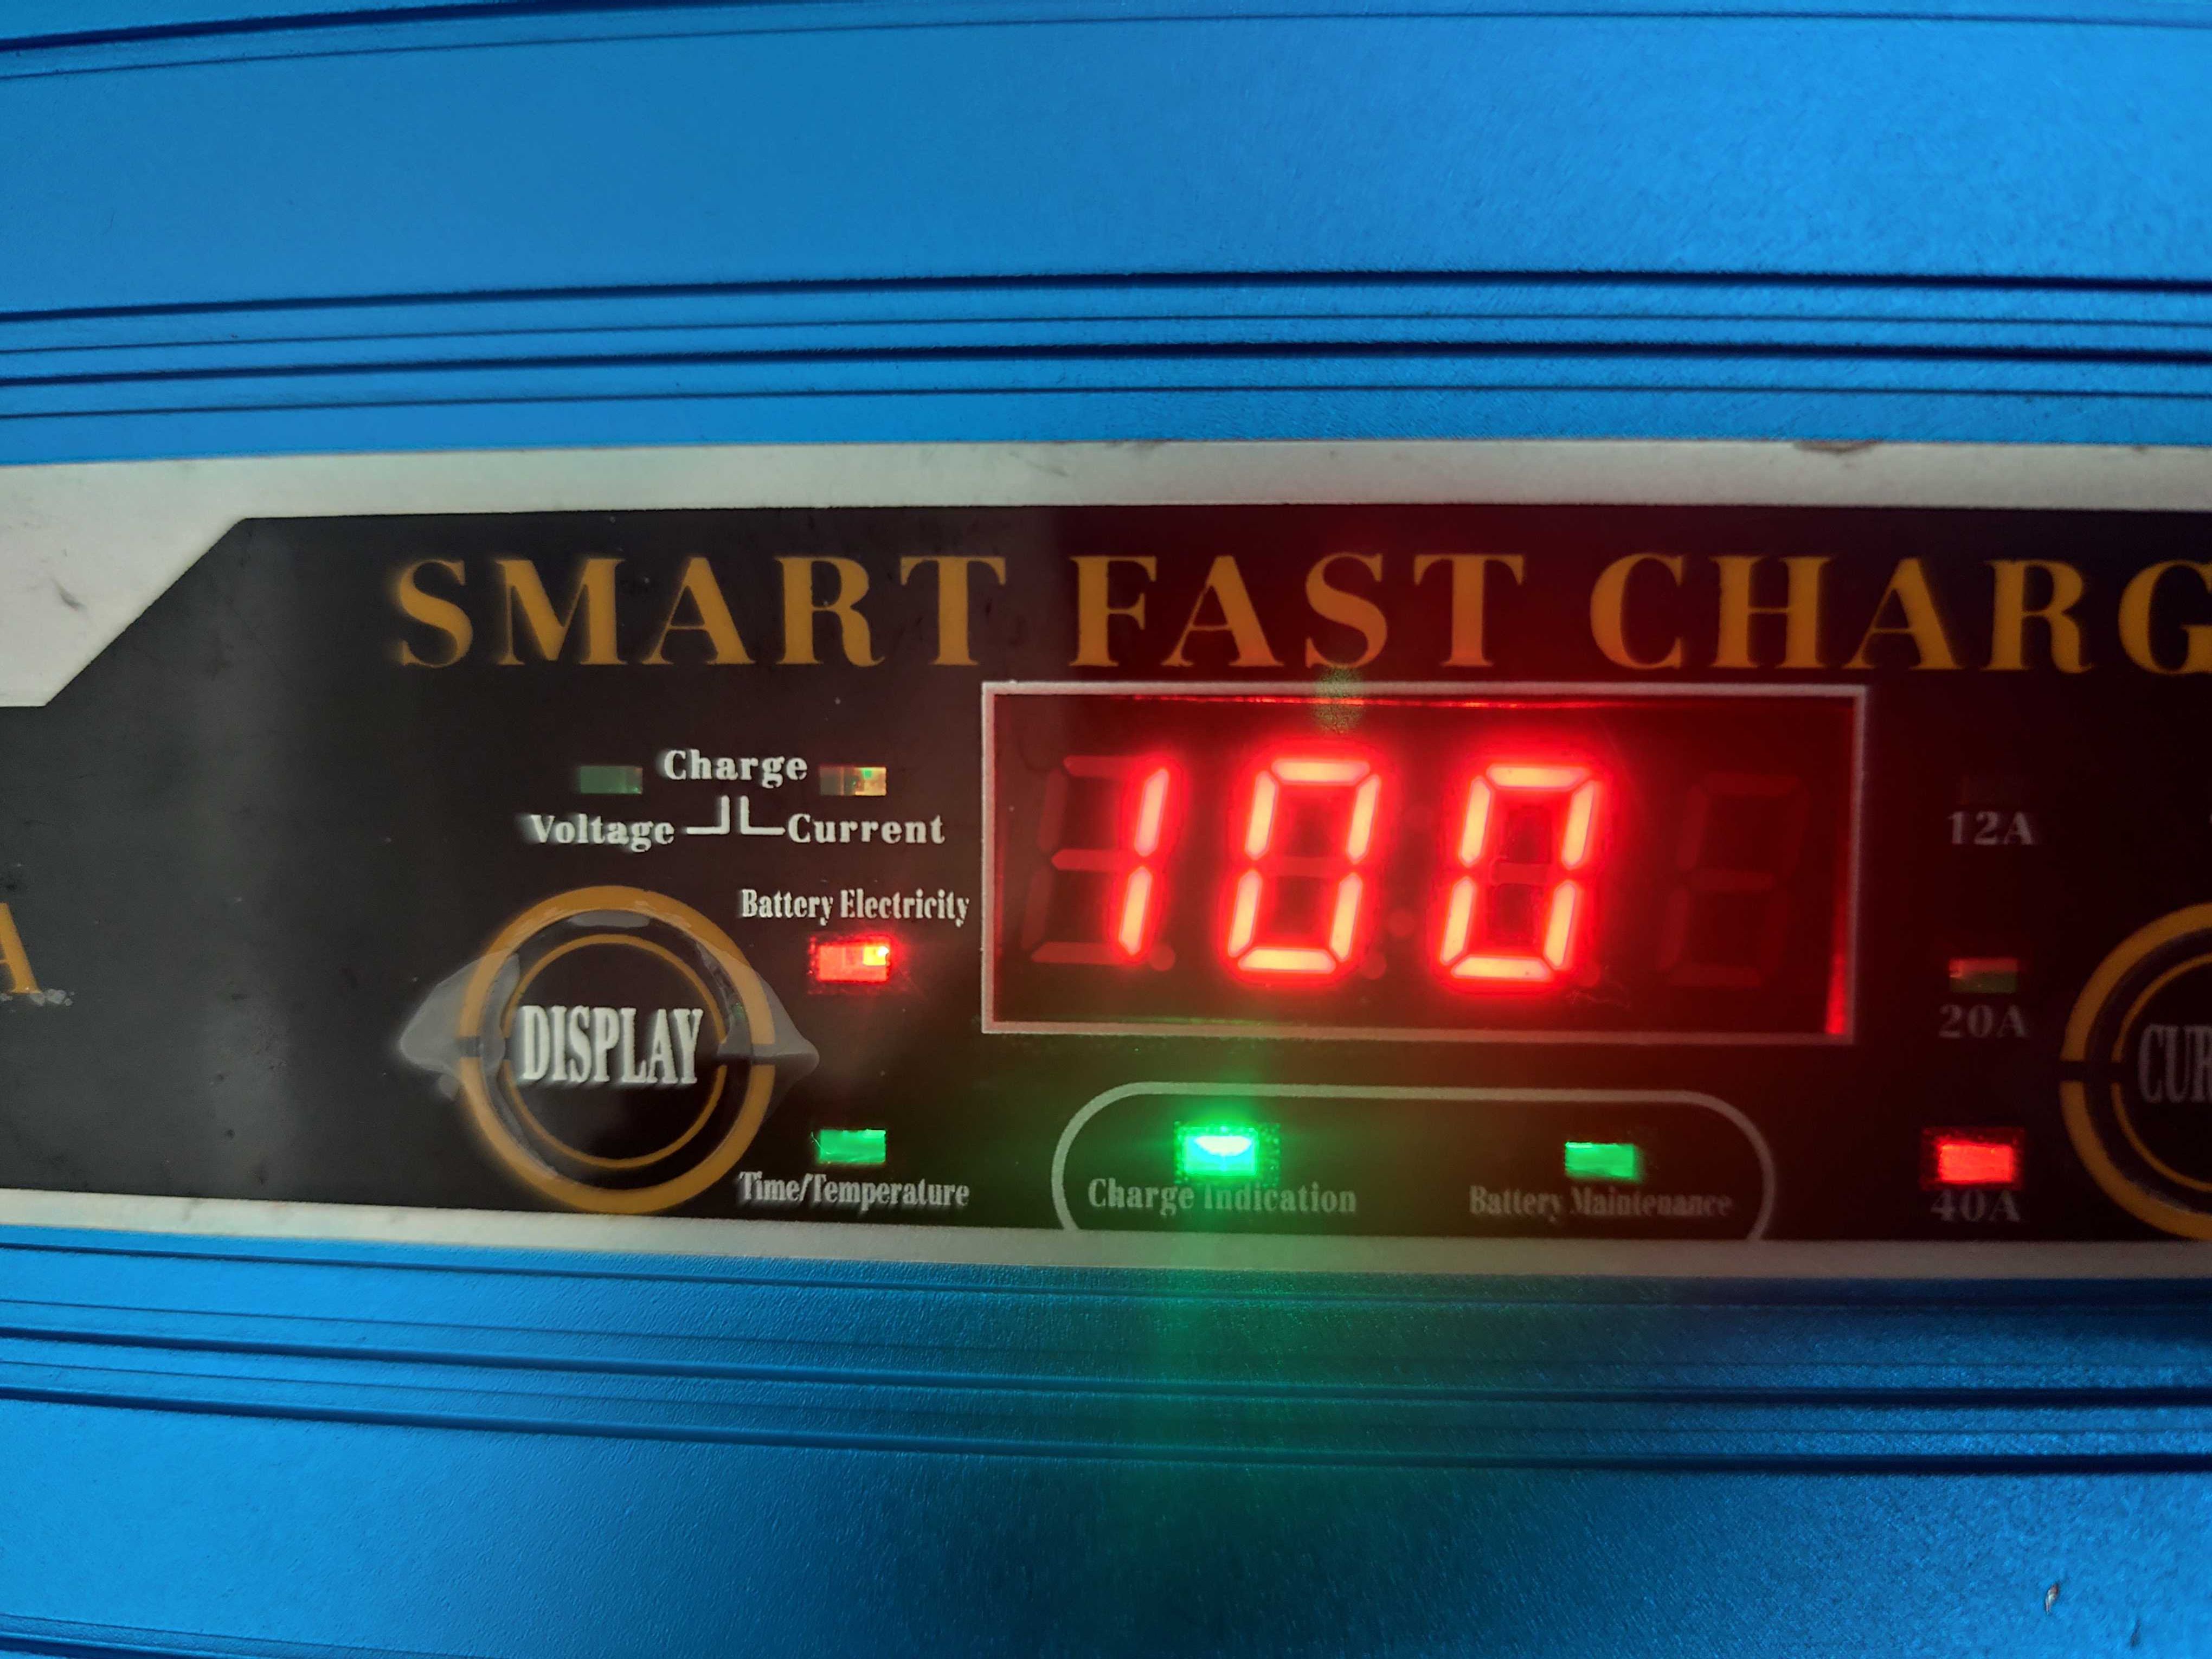 SMART FAST CHARG
Charge
Voltage
Current
100
12A
Battery Electricity
A
DISPLAY
20A
CUR
Time/Temperature
Charge Indication
Battery Maintenance
40A